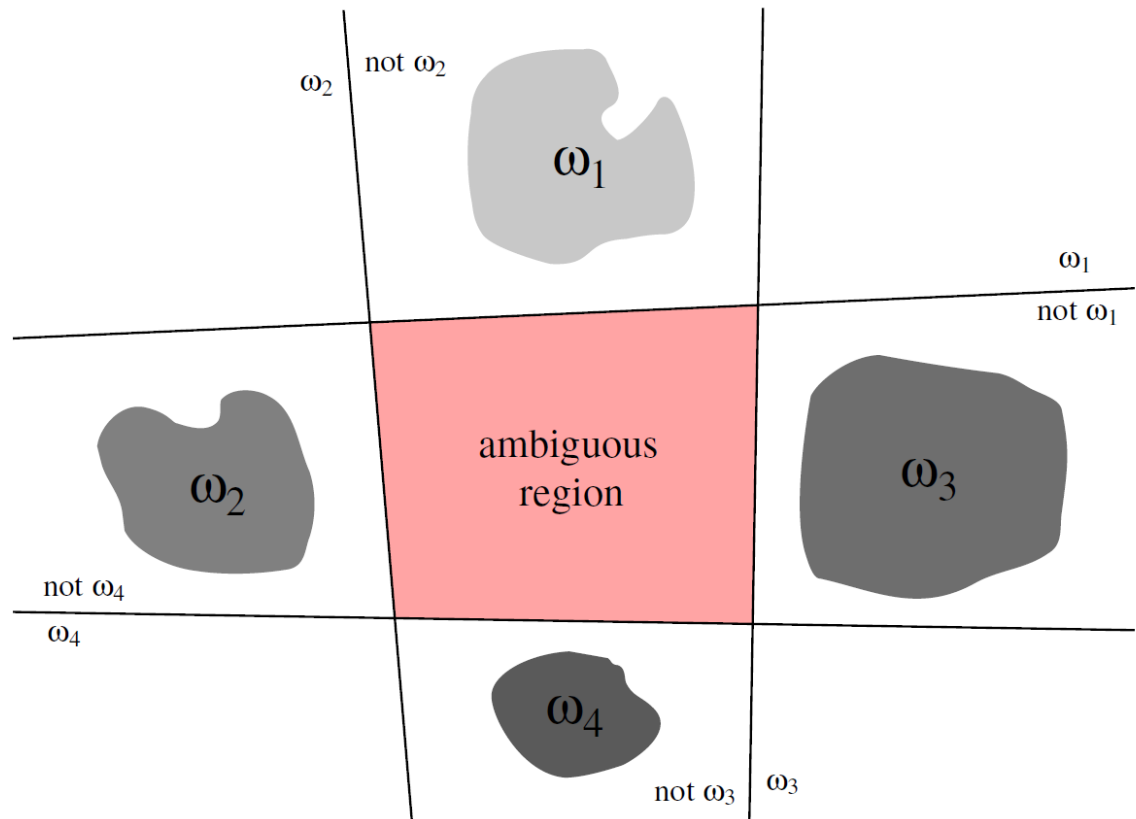 not ω₂
ω₂
ω₁
ω₁
not ω₁
ambiguous
region
ω₂
ω₃
not ω₄
ω₄
ω₄
not ω₃
ω₃